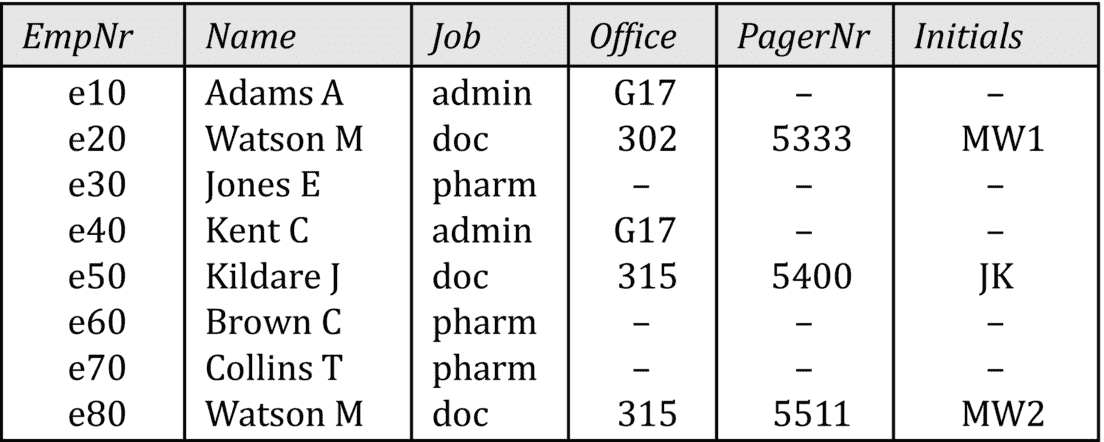 EmpNr Name Job Office PagerNr Initials
e10 Adams A admin G17 – –
e20 Watson M doc 302 5333 MW1
e30 Jones E pharm – – –
e40 Kent C admin G17 – –
e50 Kildare J doc 315 5400 JK
e60 Brown C pharm – – –
e70 Collins T pharm – – –
e80 Watson M doc 315 5511 MW2